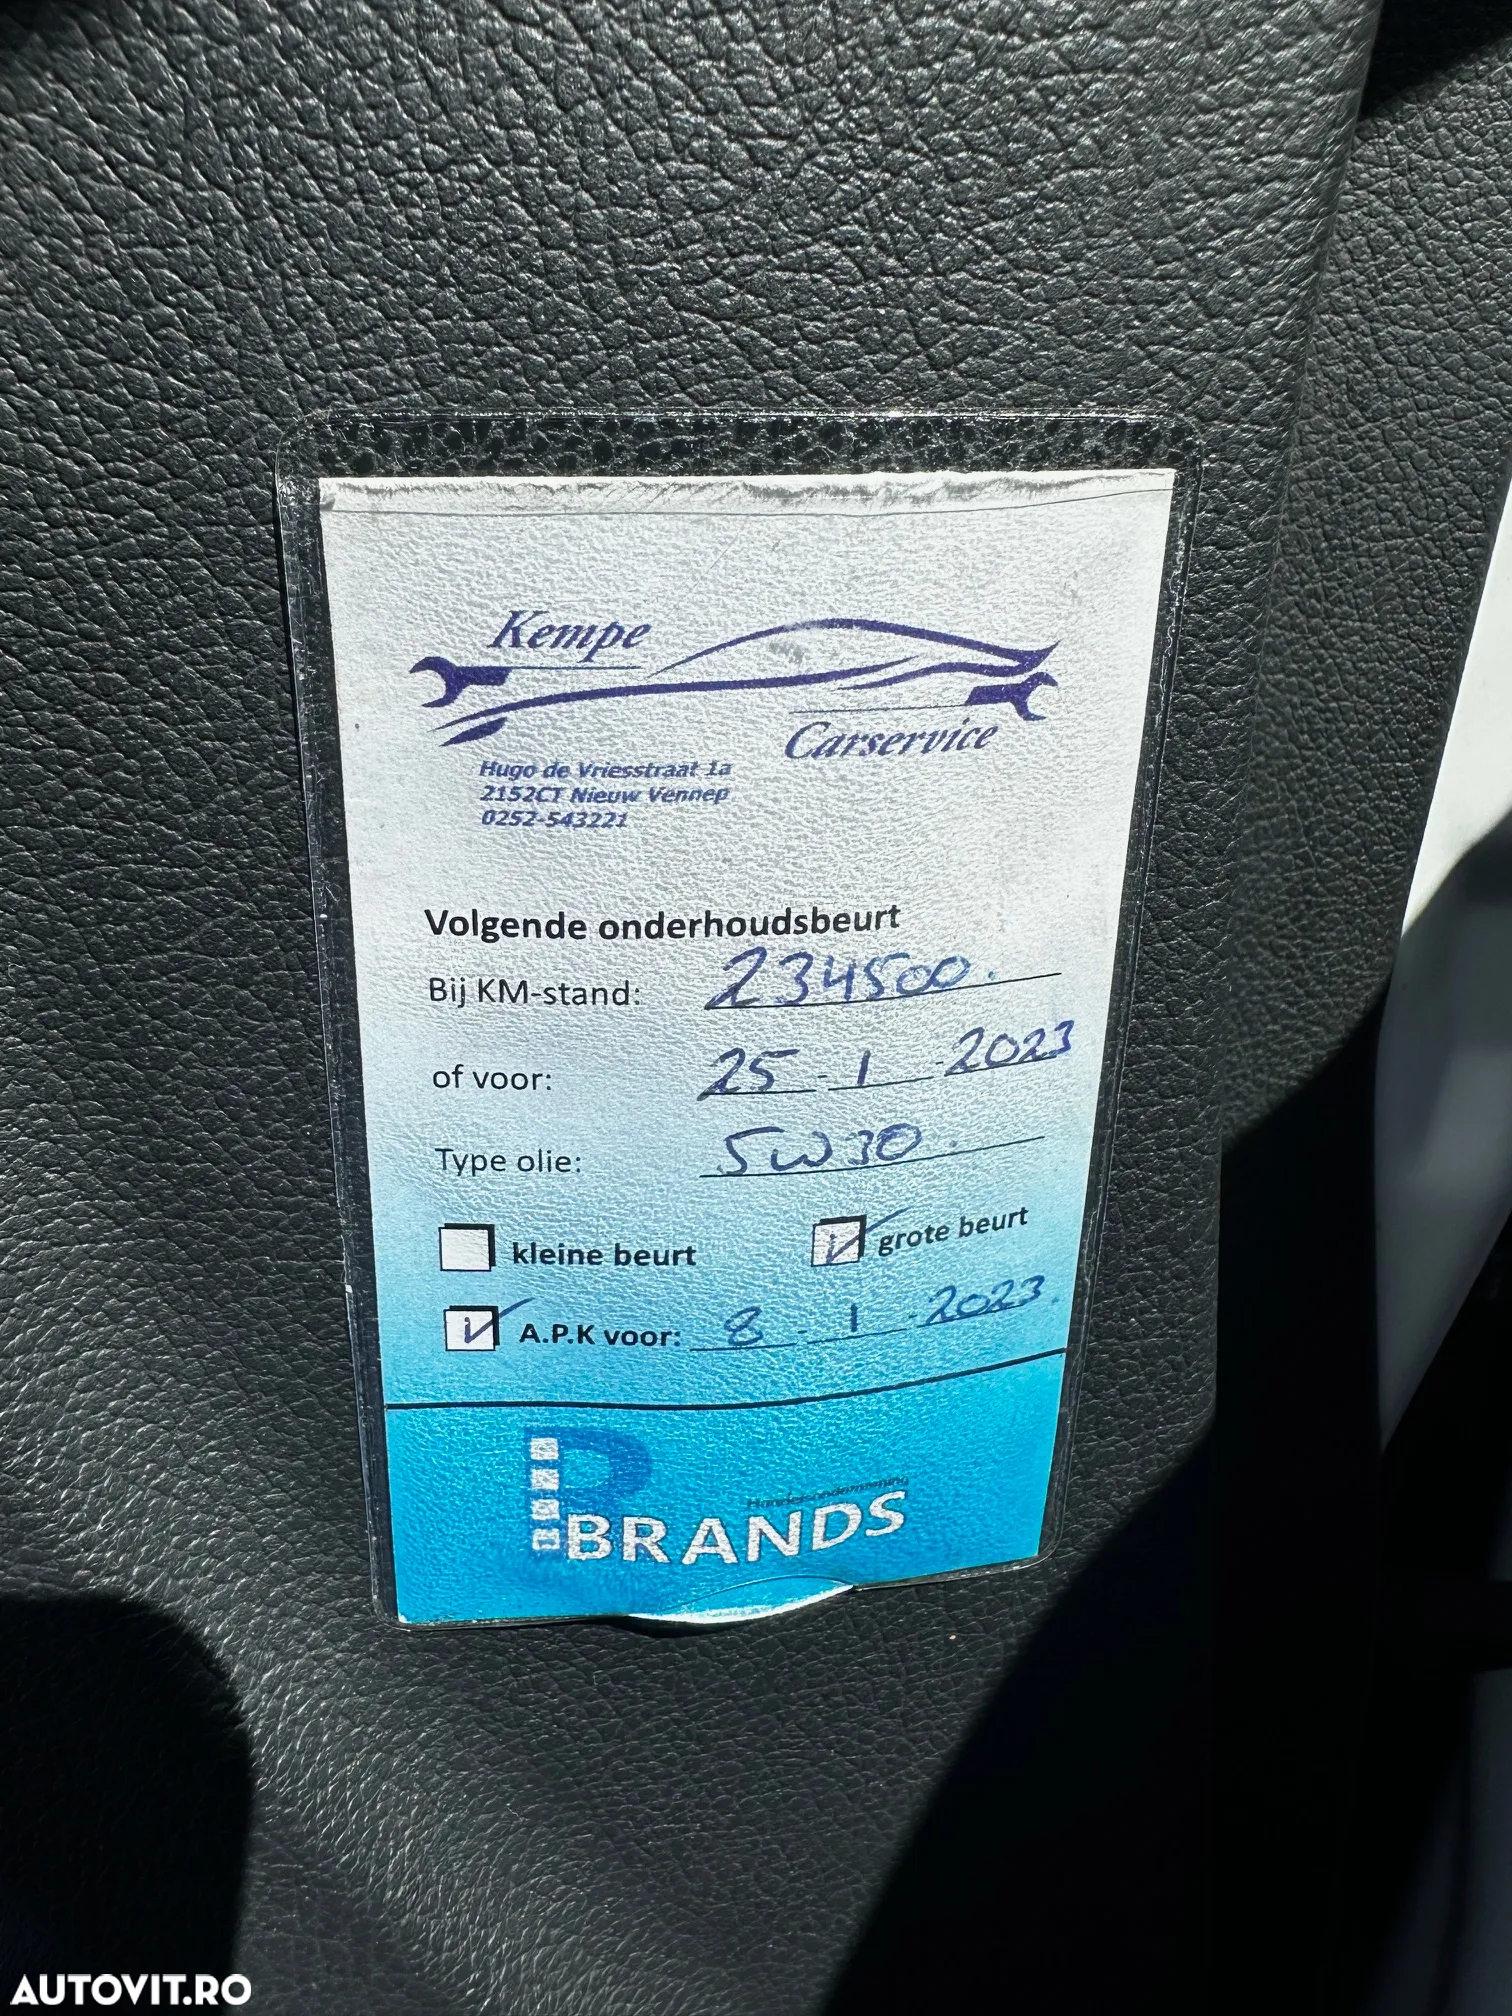 Kempe
Carservice
Hugo de Vriesstraat 1a
2152CT Nieuw Vennep
0252-543221
Volgende onderhoudsbeurt
Bij KM-stand: 234500.
of voor: 25-1-2023
Type olie: 5W30.
kleine beurt
grote beurt
A.P.K voor: 8-1-2023.
Handelsonderneming
BRANDS
AUTOVIT.RO